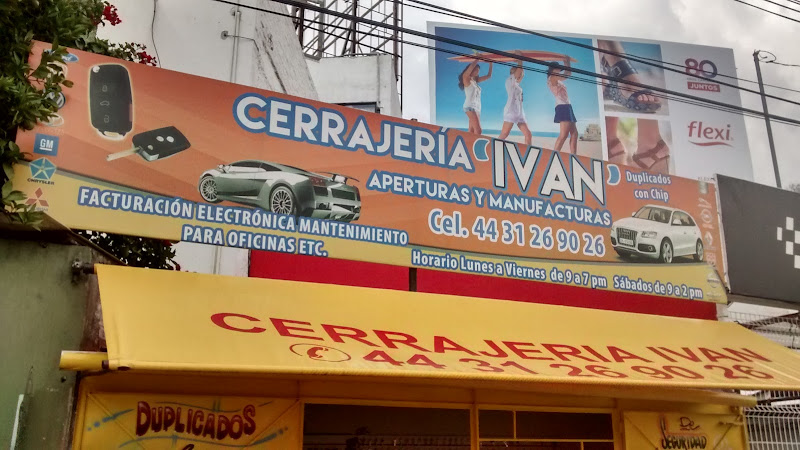 80
JUNTOS
flexi.
GM
CHRYSLER
CERRAJERÍA IVAN
APERTURAS Y MANUFACTURAS
Cel. 44 31 26 90 26
Duplicados
con Chip
FACTURACIÓN ELECTRÓNICA MANTENIMIENTO
PARA OFICINAS ETC.
Horario Lunes a Viernes de 9 a 7 pm Sábados de 9 a 2 pm
CERRAJERIA IVAN
44 31 26 90 26
DUPLICADOS
De
SEGURIDAD